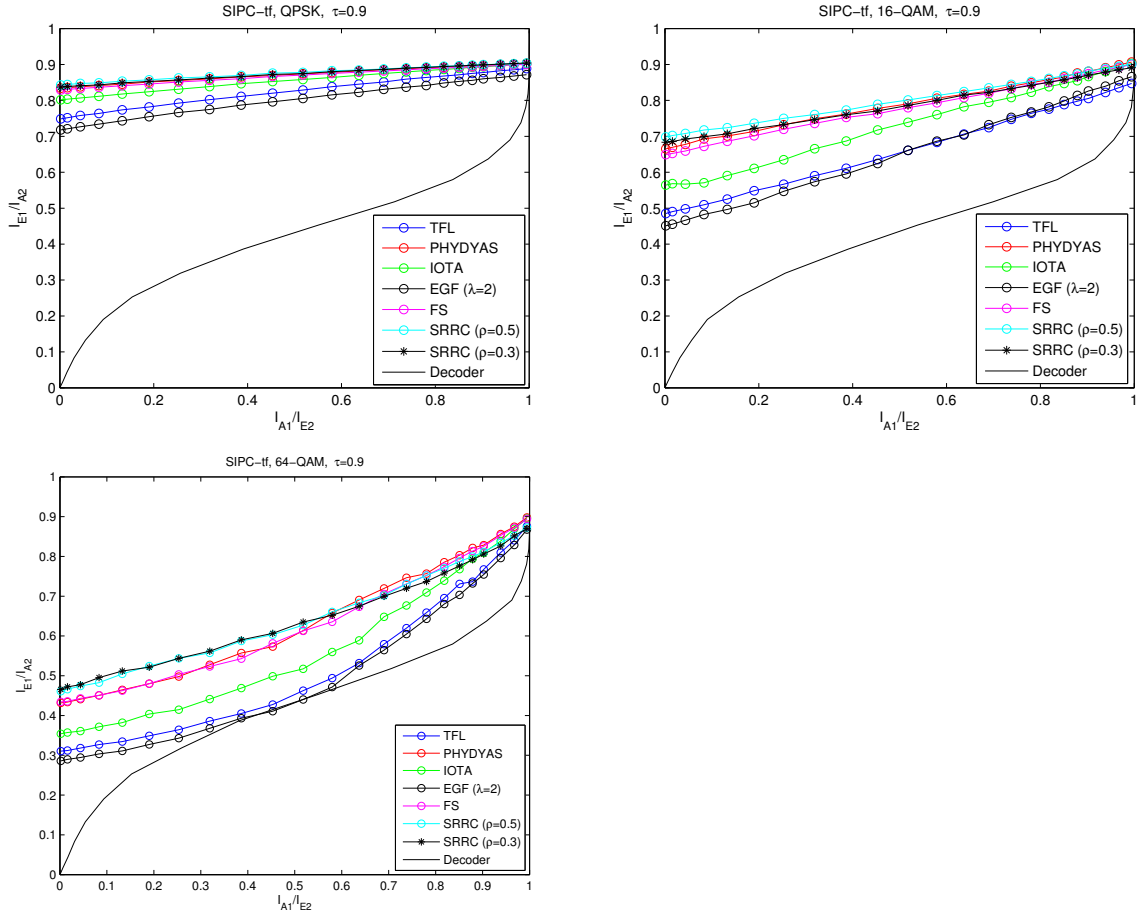 SIPC−tf, QPSK, τ=0.9
1
0.9
0.8
0.7
0.6
0.5
0.4
0.3
0.2
0.1
0
I_E1/I_A2
0 0.2 0.4 0.6 0.8 1
I_A1/I_E2
TFL
PHYDYAS
IOTA
EGF (λ=2)
FS
SRRC (ρ=0.5)
SRRC (ρ=0.3)
Decoder
SIPC−tf, 16−QAM, τ=0.9
1
0.9
0.8
0.7
0.6
0.5
0.4
0.3
0.2
0.1
0
I_E1/I_A2
0 0.2 0.4 0.6 0.8 1
I_A1/I_E2
TFL
PHYDYAS
IOTA
EGF (λ=2)
FS
SRRC (ρ=0.5)
SRRC (ρ=0.3)
Decoder
SIPC−tf, 64−QAM, τ=0.9
1
0.9
0.8
0.7
0.6
0.5
0.4
0.3
0.2
0.1
0
I_E1/I_A2
0 0.1 0.2 0.3 0.4 0.5 0.6 0.7 0.8 0.9 1
I_A1/I_E2
TFL
PHYDYAS
IOTA
EGF (λ=2)
FS
SRRC (ρ=0.5)
SRRC (ρ=0.3)
Decoder